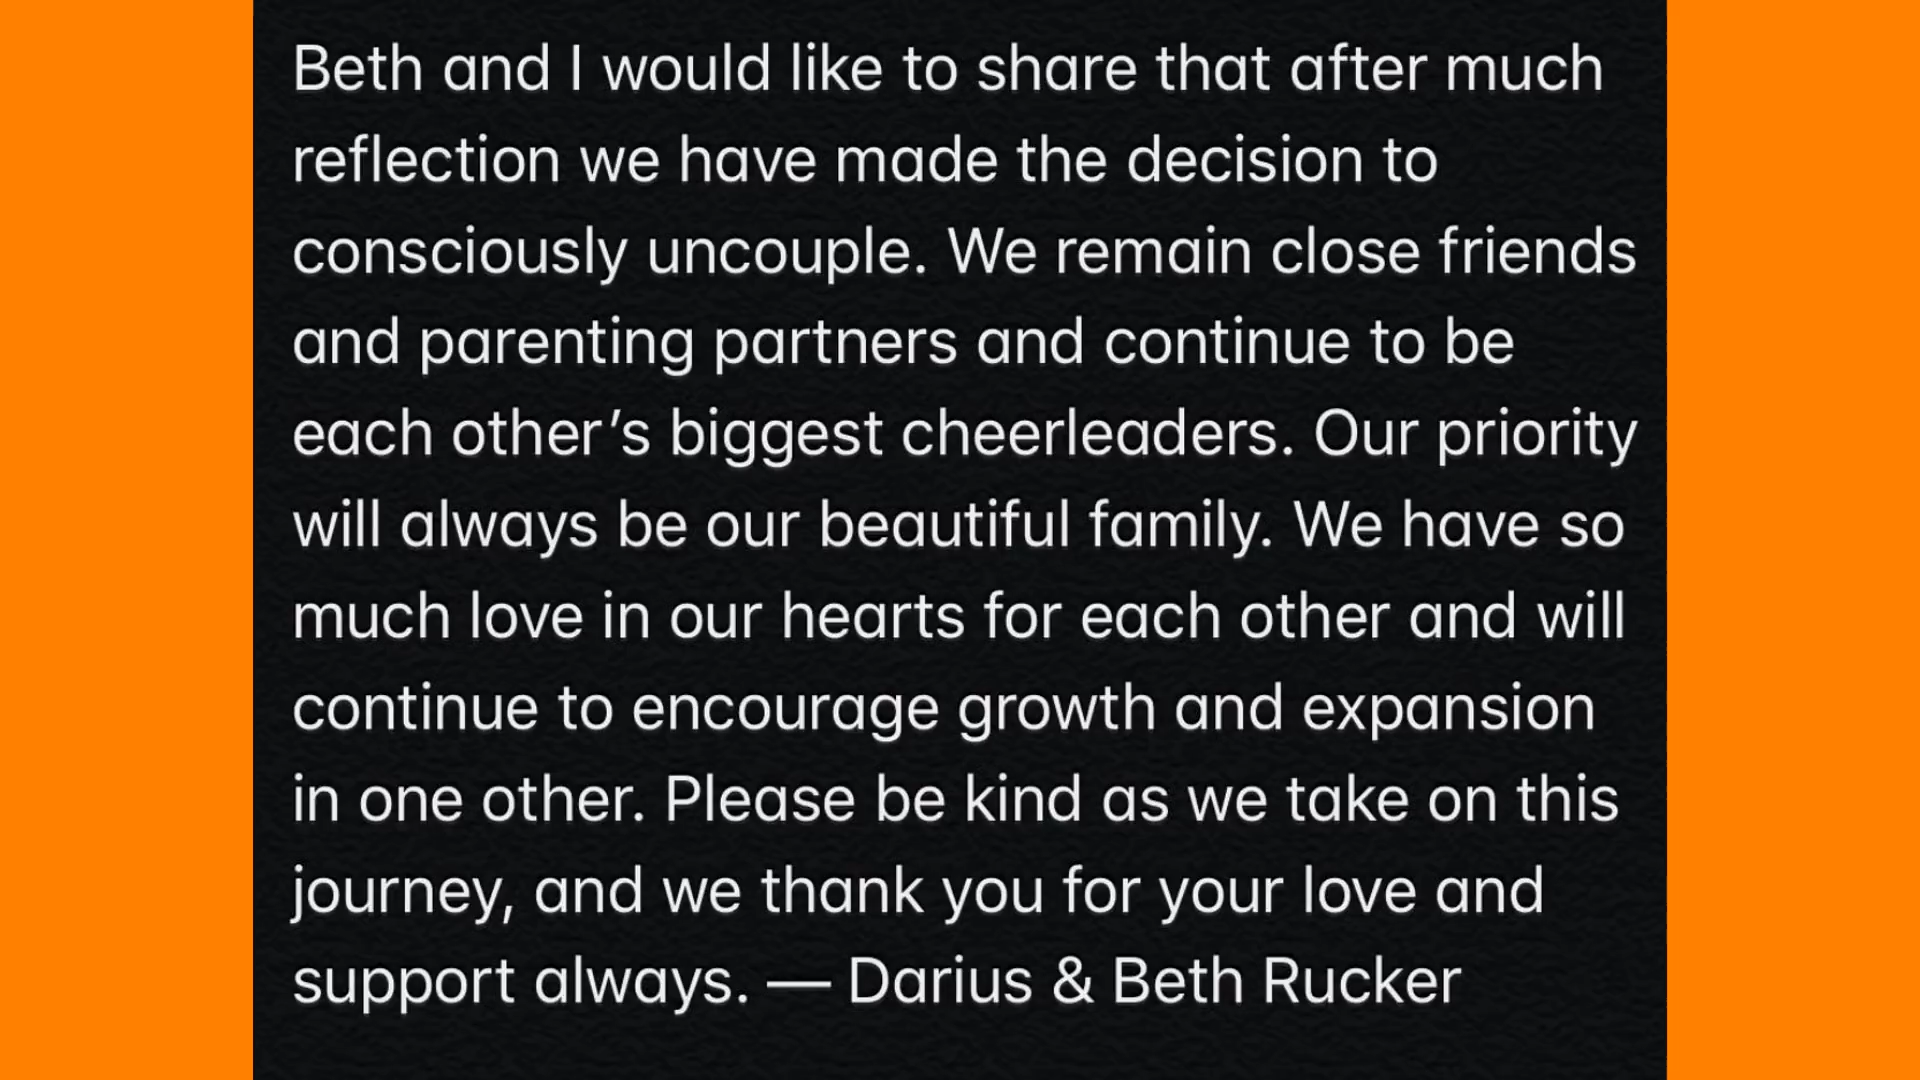 Beth and I would like to share that after much
reflection we have made the decision to
consciously uncouple. We remain close friends
and parenting partners and continue to be
each other’s biggest cheerleaders. Our priority
will always be our beautiful family. We have so
much love in our hearts for each other and will
continue to encourage growth and expansion
in one other. Please be kind as we take on this
journey, and we thank you for your love and
support always. — Darius & Beth Rucker